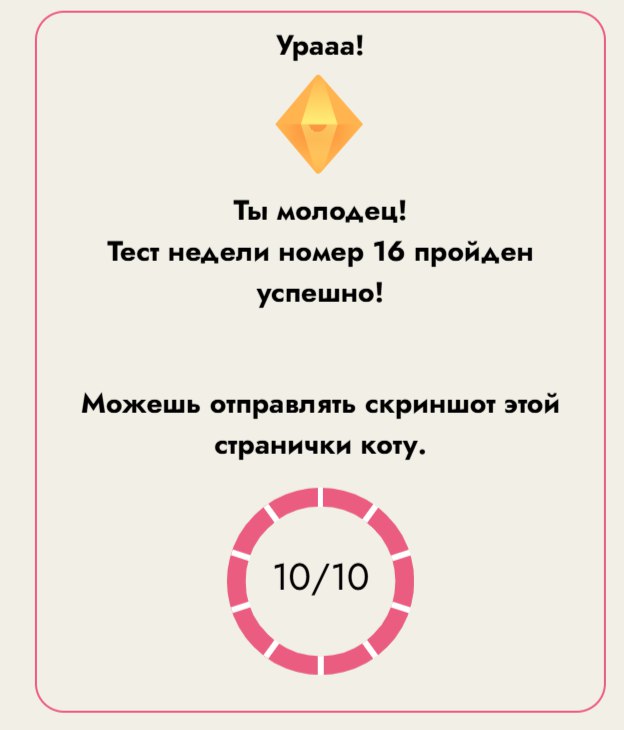 Урааа!
Ты молодец!
Тест недели номер 16 пройден
успешно!
Можешь отправлять скриншот этой
странички коту.
10/10